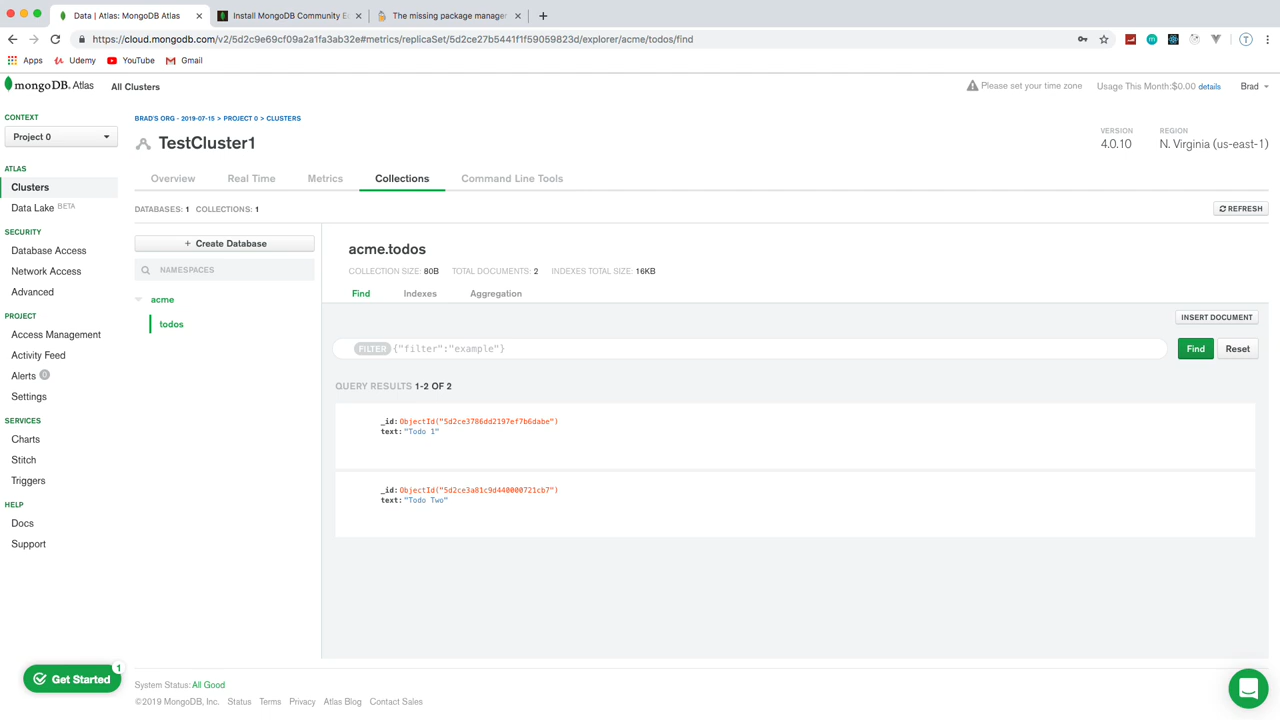 Data | Atlas: MongoDB Atlas
Install MongoDB Community E
The missing package manage
https://cloud.mongodb.com/v2/5d2c9e69cf09a2a1fa3ab32e#metrics/replicaSet/5d2ce27b5441f1f59059823d/explorer/acme/todos/find
T
Apps Udemy YouTube Gmail
mongoDB. Atlas All Clusters
Please set your time zone Usage This Month:$0.00 details Brad
CONTEXT
Project 0
ATLAS
Clusters
Data Lake BETA
SECURITY
Database Access
Network Access
Advanced
PROJECT
Access Management
Activity Feed
Alerts 0
Settings
SERVICES
Charts
Stitch
Triggers
HELP
Docs
Support
Get Started
1
BRAD'S ORG - 2019-07-15 > PROJECT 0 > CLUSTERS
TestCluster1
VERSION
4.0.10
REGION
N. Virginia (us-east-1)
Overview Real Time Metrics Collections Command Line Tools
DATABASES: 1 COLLECTIONS: 1
REFRESH
+ Create Database
NAMESPACES
acme
todos
acme.todos
COLLECTION SIZE: 80B TOTAL DOCUMENTS: 2 INDEXES TOTAL SIZE: 16KB
Find Indexes Aggregation
INSERT DOCUMENT
FILTER {"filter":"example"}
Find Reset
QUERY RESULTS 1-2 OF 2
_id:ObjectId("5d2ce3786dd2197ef7b6dabe")
text:"Todo 1"
_id:ObjectId("5d2ce3a81c9d440000721cb7")
text:"Todo Two"
System Status: All Good
©2019 MongoDB, Inc. Status Terms Privacy Atlas Blog Contact Sales